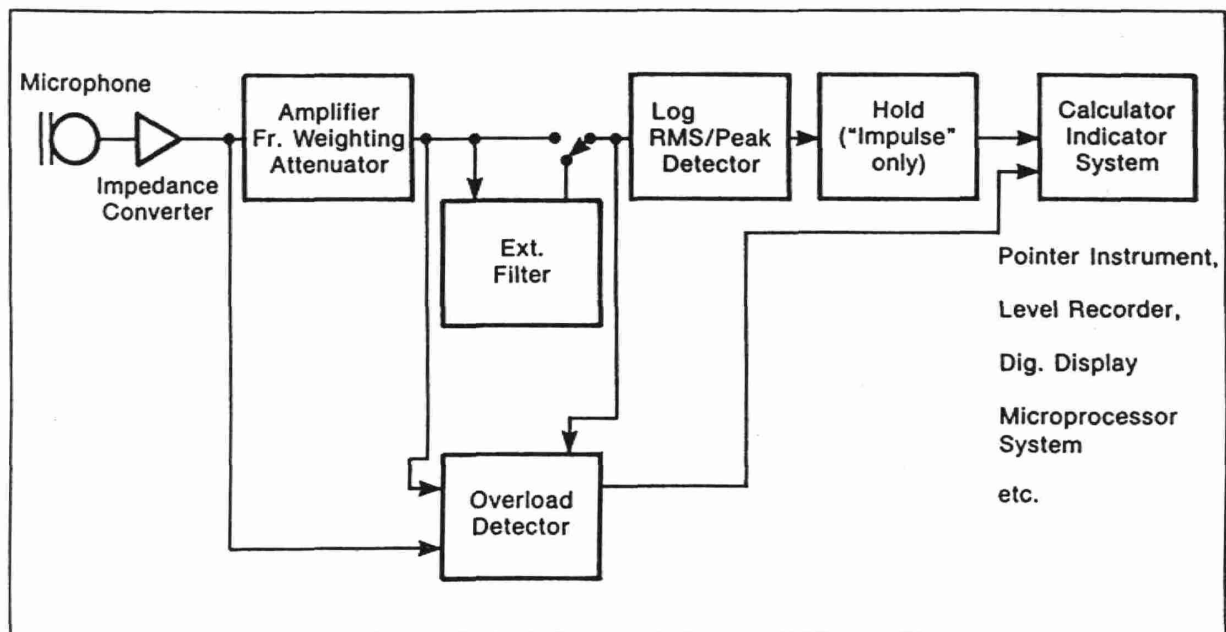 Microphone
Impedance
Converter
Amplifier
Fr. Weighting
Attenuator
Ext.
Filter
Log
RMS/Peak
Detector
Hold
("Impulse"
only)
Calculator
Indicator
System
Pointer Instrument,
Level Recorder,
Dig. Display
Microprocessor
System
etc.
Overload
Detector